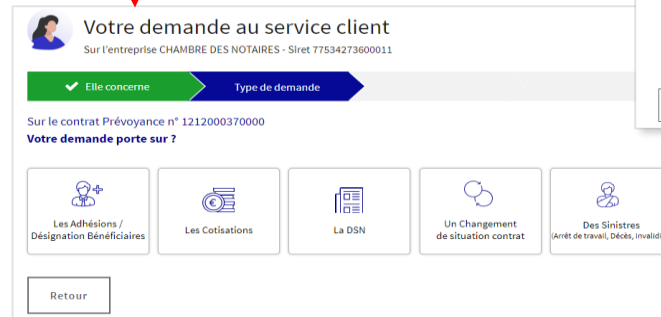 Votre demande au service client
Sur l'entreprise CHAMBRE DES NOTAIRES - Siret 77534273600011
Elle concerne
Type de demande
Sur le contrat Prévoyance n° 1212000370000
Votre demande porte sur ?
Les Adhésions /
Désignation Bénéficiaires
Les Cotisations
La DSN
Un Changement
de situation contrat
Des Sinistres
(Arrêt de travail, Décès, Invalidi
Retour